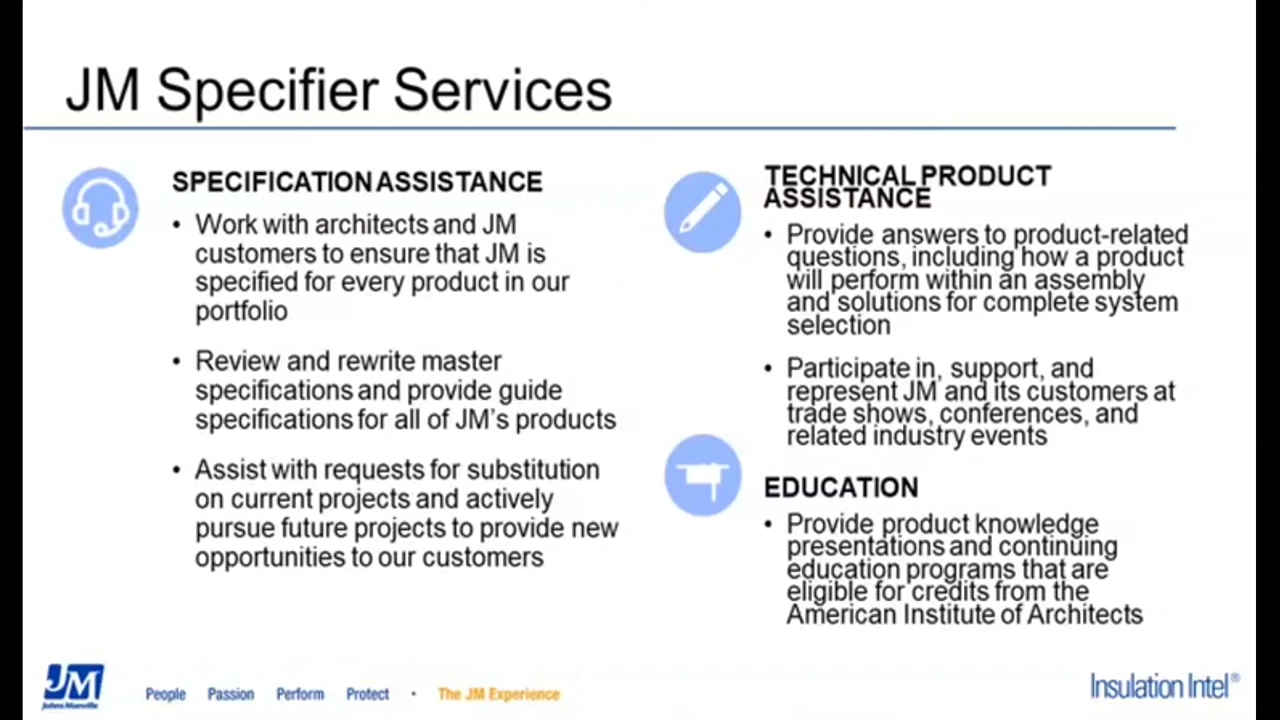 JM Specifier Services
SPECIFICATION ASSISTANCE
• Work with architects and JM
customers to ensure that JM is
specified for every product in our
portfolio
• Review and rewrite master
specifications and provide guide
specifications for all of JM's products
• Assist with requests for substitution
on current projects and actively
pursue future projects to provide new
opportunities to our customers
TECHNICAL PRODUCT
ASSISTANCE
• Provide answers to product-related
questions, including how a product
will perform within an assembly
and solutions for complete system
selection
• Participate in, support, and
represent JM and its customers at
trade shows, conferences, and
related industry events
EDUCATION
• Provide product knowledge
presentations and continuing
education programs that are
eligible for credits from the
American Institute of Architects
JM
Johns Manville
People Passion Perform Protect • The JM Experience
Insulation Intel®